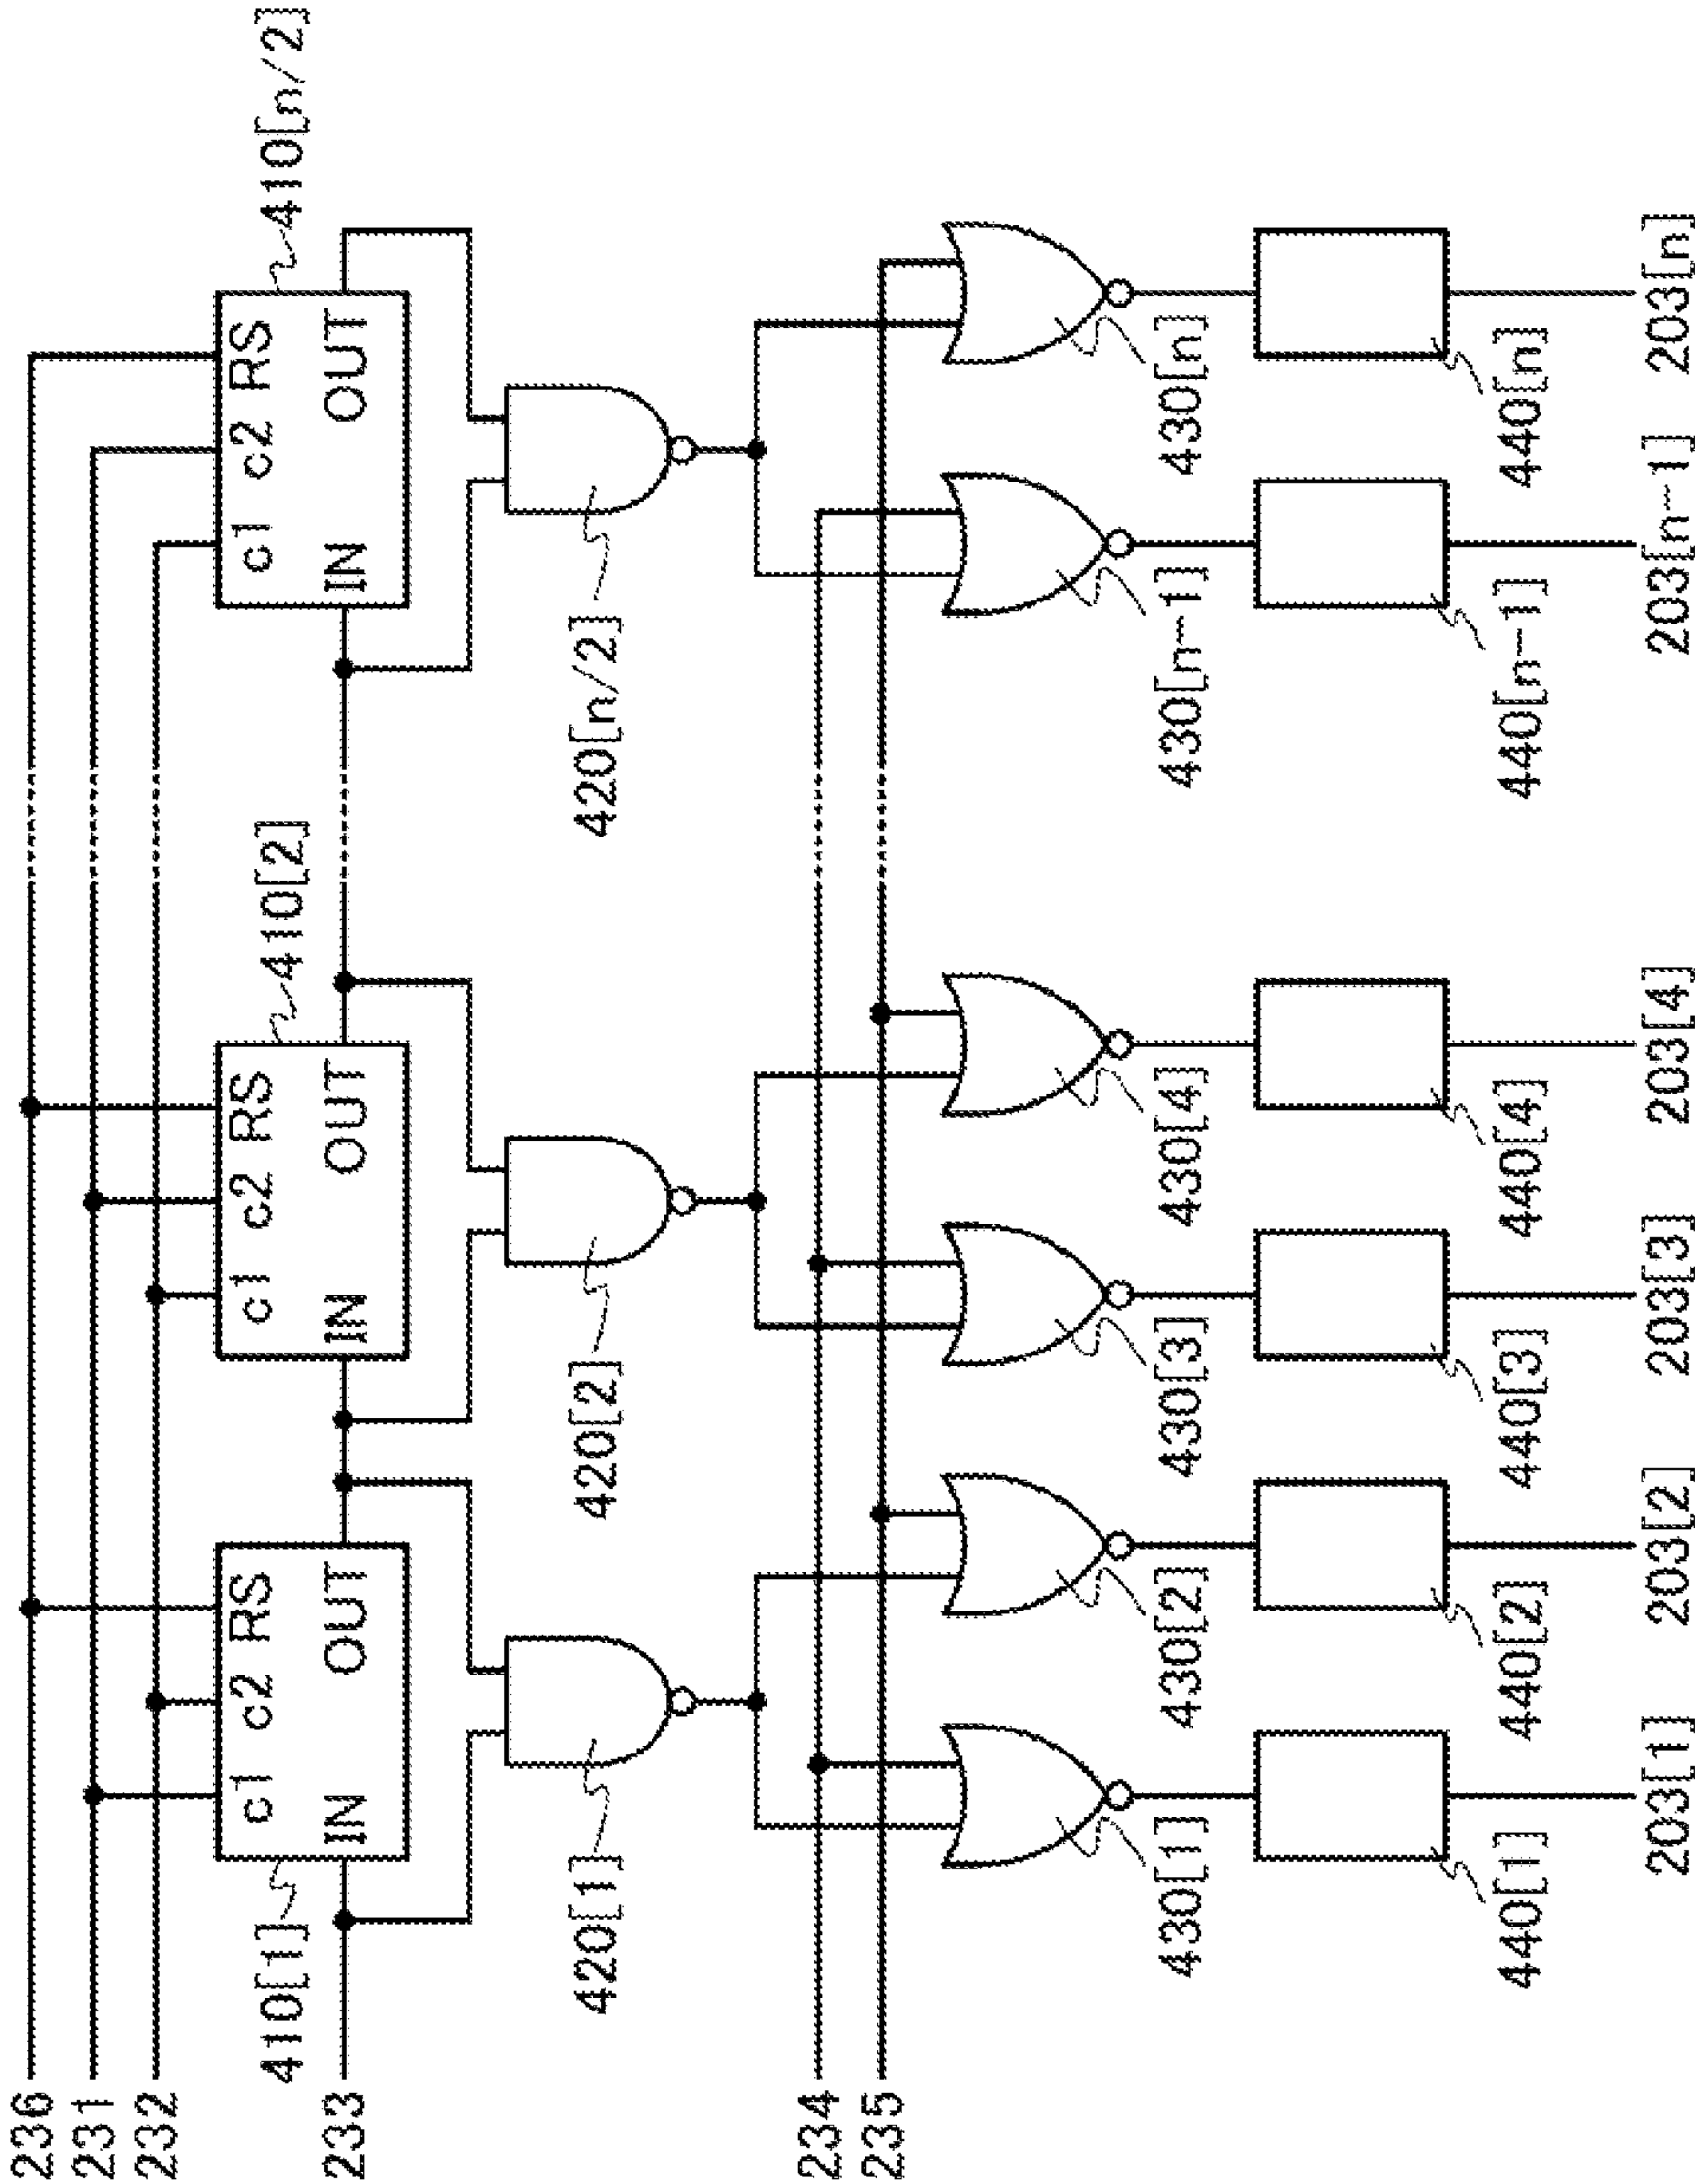 236
231
232
233
234
235
410[1]
c1 c2 RS
IN OUT
410[2]
c1 c2 RS
IN OUT
410[n/2]
c1 c2 RS
IN OUT
420[1]
420[2]
420[n/2]
430[1]
430[2]
430[3]
430[4]
430[n-1]
430[n]
440[1]
440[2]
440[3]
440[4]
440[n-1]
440[n]
203[1]
203[2]
203[3]
203[4]
203[n-1]
203[n]